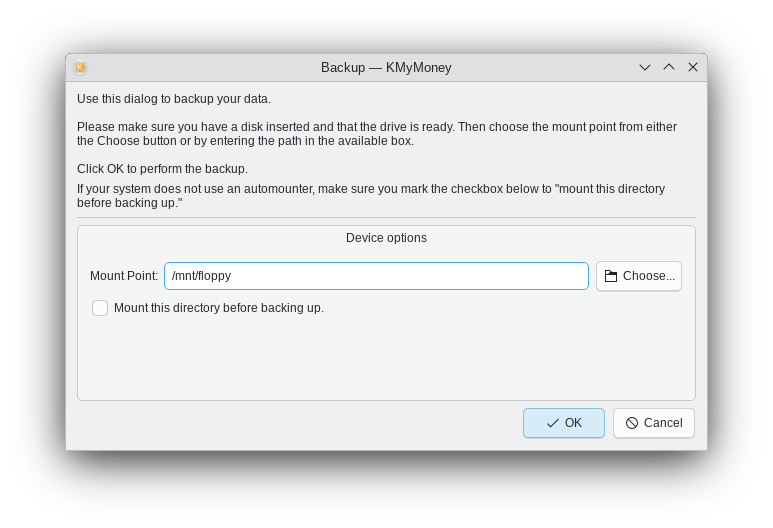 Backup — KMyMoney
Use this dialog to backup your data.
Please make sure you have a disk inserted and that the drive is ready. Then choose the mount point from either
the Choose button or by entering the path in the available box.
Click OK to perform the backup.
If your system does not use an automounter, make sure you mark the checkbox below to "mount this directory
before backing up."
Device options
Mount Point: /mnt/floppy Choose...
Mount this directory before backing up.
OK Cancel